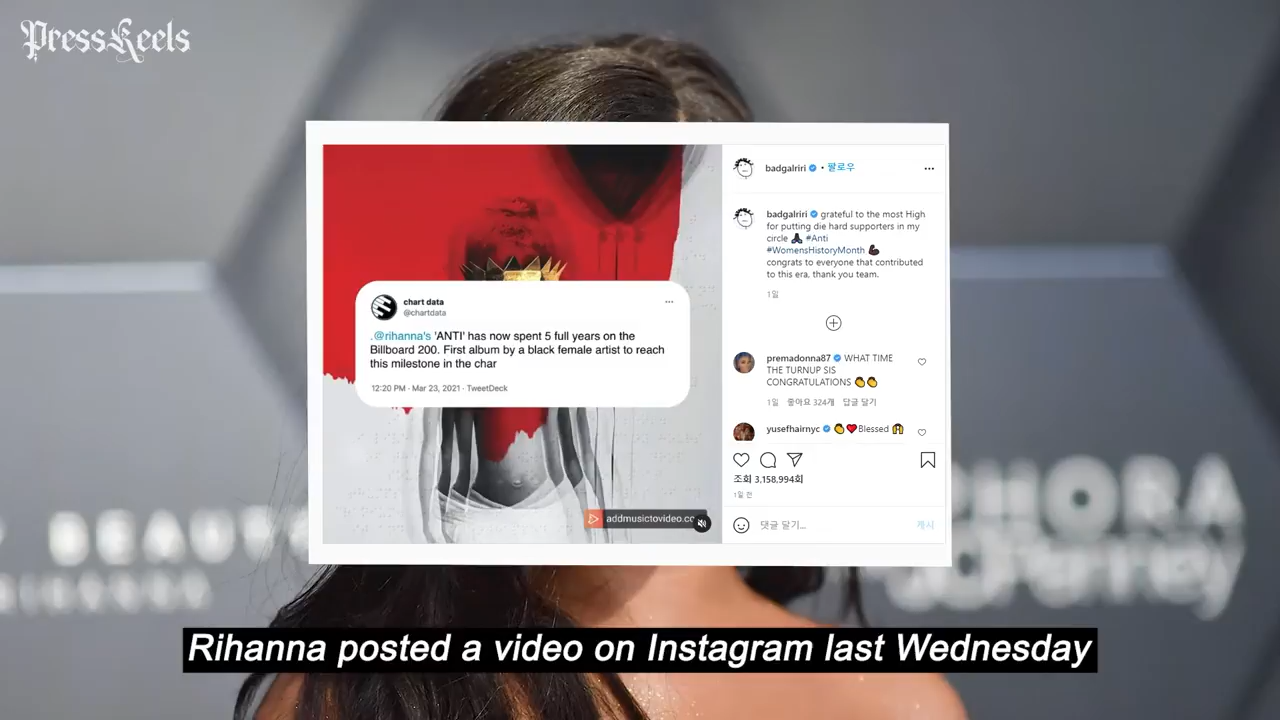 PressReels
badgalriri • 팔로우
badgalriri grateful to the most High
for putting die hard supporters in my
circle #Anti
#WomensHistoryMonth
congrats to everyone that contributed
to this era, thank you team.
1일
chart data
@chartdata
.@rihanna's 'ANTI' has now spent 5 full years on the
Billboard 200. First album by a black female artist to reach
this milestone in the char
12:20 PM · Mar 23, 2021 · TweetDeck
premadonna87 WHAT TIME
THE TURNUP SIS
CONGRATULATIONS
1일 좋아요 324개 답글 달기
yusefhairnyc Blessed
조회 3,158,994회
1일 전
addmusictovideo.co
댓글 달기...
게시
BEAUT
HORA
JCPenney
Rihanna posted a video on Instagram last Wednesday